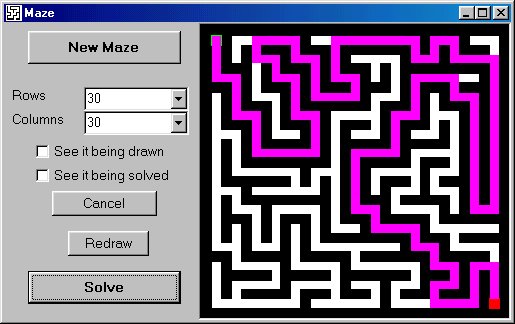 Maze
New Maze
Rows
30
Columns
30
See it being drawn
See it being solved
Cancel
Redraw
Solve